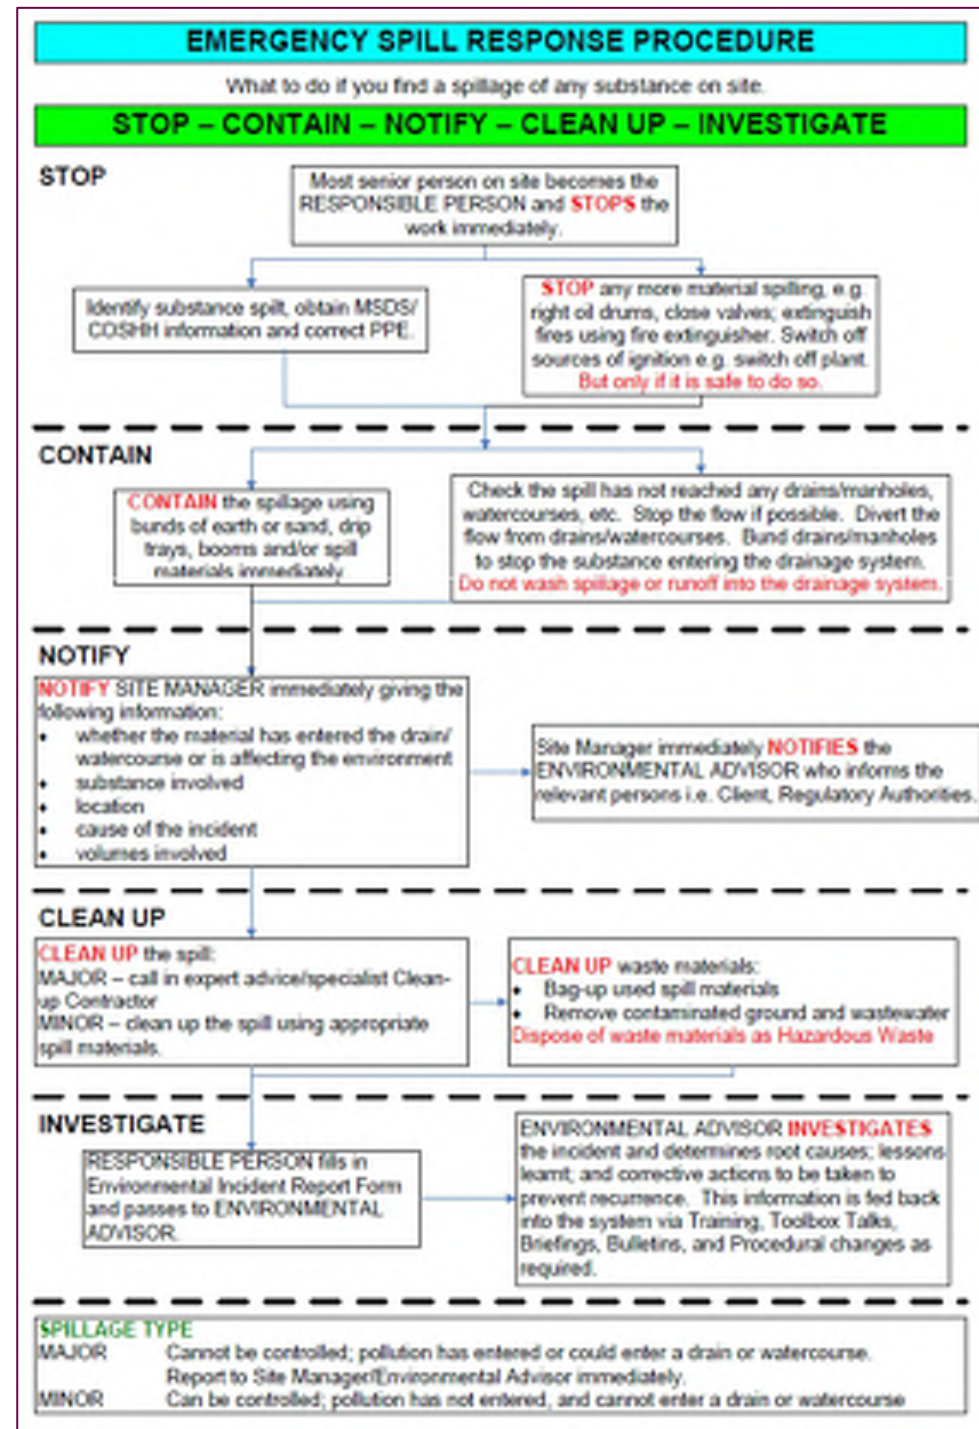 EMERGENCY SPILL RESPONSE PROCEDURE
What to do if you find a spillage of any substance on site.
STOP – CONTAIN – NOTIFY – CLEAN UP – INVESTIGATE
STOP
Most senior person on site becomes the
RESPONSIBLE PERSON and STOPS the
work immediately.
Identify substance spilt, obtain MSDS/
COSHH information and correct PPE.
STOP any more material spilling, e.g.
right oil drums, close valves; extinguish
fires using fire extinguisher. Switch off
sources of ignition e.g. switch off plant.
But only if it is safe to do so.
CONTAIN
CONTAIN the spillage using
bunds of earth or sand, drip
trays, booms and/or spill
materials immediately
Check the spill has not reached any drains/manholes,
watercourses, etc. Stop the flow if possible. Divert the
flow from drains/watercourses. Bund drains/manholes
to stop the substance entering the drainage system.
Do not wash spillage or runoff into the drainage system.
NOTIFY
NOTIFY SITE MANAGER immediately giving the
following information:
• whether the material has entered the drain/
watercourse or is affecting the environment
• substance involved
• location
• cause of the incident
• volumes involved
Site Manager immediately NOTIFIES the
ENVIRONMENTAL ADVISOR who informs the
relevant persons i.e. Client, Regulatory Authorities.
CLEAN UP
CLEAN UP the spill:
MAJOR – call in expert advice/specialist Clean-
up Contractor
MINOR – clean up the spill using appropriate
spill materials.
CLEAN UP waste materials:
• Bag-up used spill materials
• Remove contaminated ground and wastewater
Dispose of waste materials as Hazardous Waste
INVESTIGATE
RESPONSIBLE PERSON fills in
Environmental Incident Report Form
and passes to ENVIRONMENTAL
ADVISOR.
ENVIRONMENTAL ADVISOR INVESTIGATES
the incident and determines root causes; lessons
learnt; and corrective actions to be taken to
prevent recurrence. This information is fed back
into the system via Training, Toolbox Talks,
Briefings, Bulletins, and Procedural changes as
required.
SPILLAGE TYPE
MAJOR Cannot be controlled; pollution has entered or could enter a drain or watercourse.
Report to Site Manager/Environmental Advisor immediately.
MINOR Can be controlled; pollution has not entered, and cannot enter a drain or watercourse